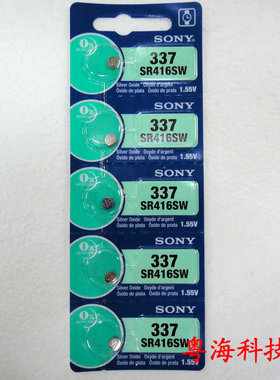 SONY
337
SR416SW
Silver Oxide Oxyde d'argent
Óxido de plata Óxido de prata 1.55V
SONY
337
SR416SW
Silver Oxide Oxyde d'argent
Óxido de plata Óxido de prata 1.55V
SONY
337
SR416SW
Silver Oxide Oxyde d'argent
Óxido de plata Óxido de prata 1.55V
SONY
337
SR416SW
Silver Oxide Oxyde d'argent
Óxido de plata Óxido de prata 1.55V
SONY
337
SR416SW
Silver Oxide Oxyde d'argent
Óxido de plata Óxido de prata 1.55V
粤海科技